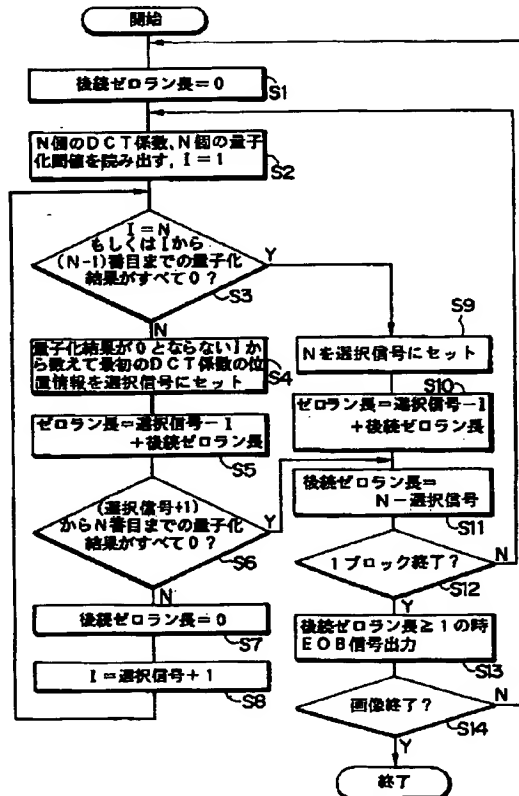 開始
後続ゼロラン長=0
S1
N個のDCT係数、N個の量子
化閾値を読み出す, I=1
S2
I=N
もしくはIから
(N-1)番目までの量子化
結果がすべて0?
Y
S3
N
量子化結果が0とならないIか
ら数えて最初のDCT係数の位
置情報を選択信号にセット
S4
ゼロラン長=選択信号-1
+後続ゼロラン長
S5
(選択信号+1)
からN番目までの量子化
結果がすべて0?
Y
S6
N
後続ゼロラン長=0
S7
I=選択信号+1
S8
S9
Nを選択信号にセット
S10
ゼロラン長=選択信号-1
+後続ゼロラン長
後続ゼロラン長=
N-選択信号
S11
1ブロック終了?
N
S12
Y
後続ゼロラン長≧1の時
EOB信号出力
S13
画像終了?
N
S14
Y
終了